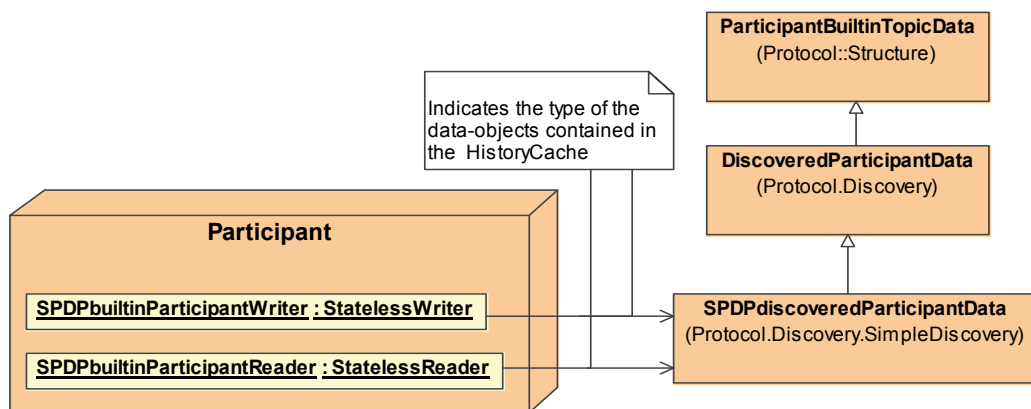 ParticipantBuiltinTopicData
(Protocol::Structure)
Indicates the type of the
data-objects contained in
the HistoryCache
DiscoveredParticipantData
(Protocol.Discovery)
Participant
SPDPbuiltinParticipantWriter : StatelessWriter
SPDPdiscoveredParticipantData
(Protocol.Discovery.SimpleDiscovery)
SPDPbuiltinParticipantReader : StatelessReader